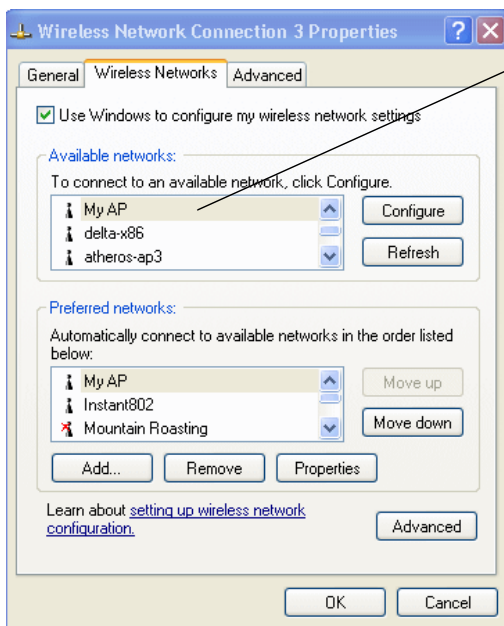 Wireless Network Connection 3 Properties
General Wireless Networks Advanced
Use Windows to configure my wireless network settings
Available networks:
To connect to an available network, click Configure.
My AP
delta-x86
atheros-ap3
Configure
Refresh
Preferred networks:
Automatically connect to available networks in the order listed
below:
My AP
Instant802
Mountain Roasting
Move up
Move down
Add... Remove Properties
Learn about setting up wireless network
configuration.
Advanced
OK Cancel